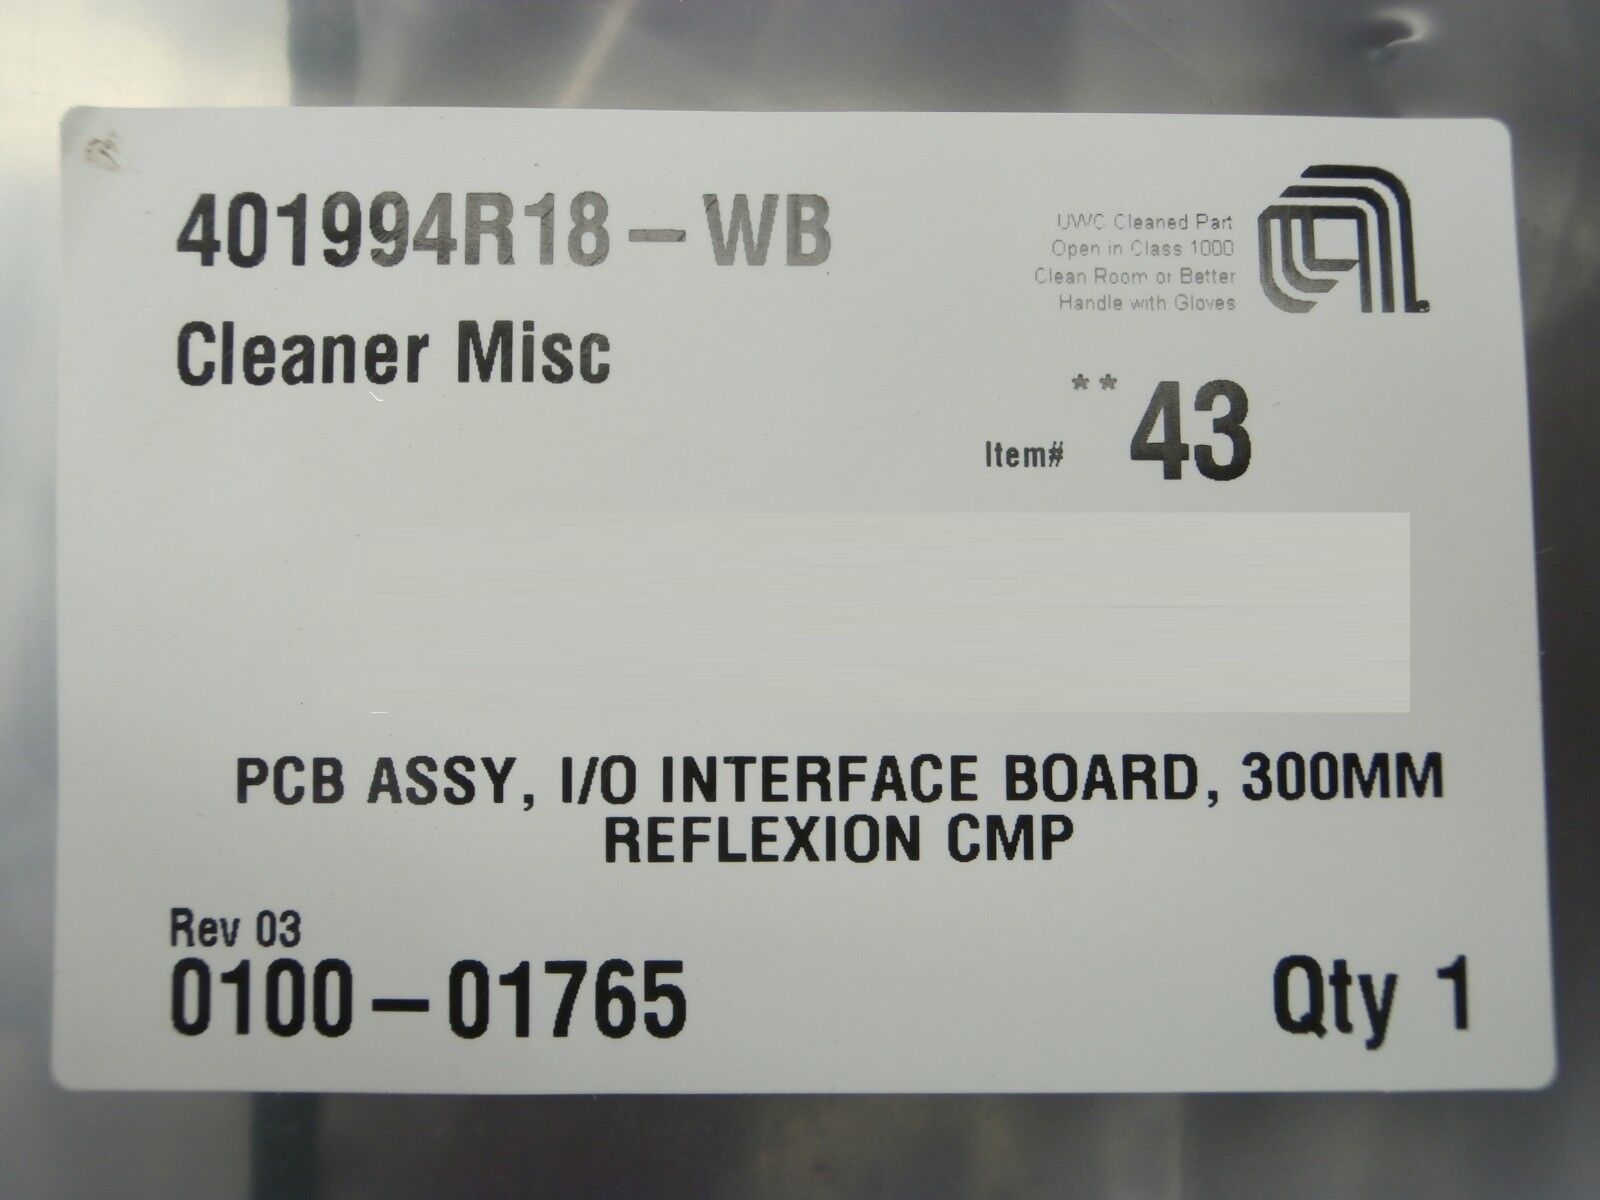 401994R18-WB
UWC Cleaned Part
Open in Class 1000
Clean Room or Better
Handle with Gloves
Cleaner Misc
Item# **43
PCB ASSY, I/O INTERFACE BOARD, 300MM
REFLEXION CMP
Rev 03
0100-01765
Qty 1